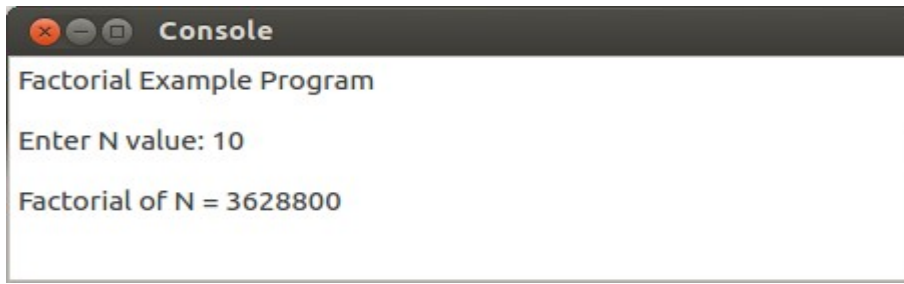 Console
Factorial Example Program
Enter N value: 10
Factorial of N = 3628800